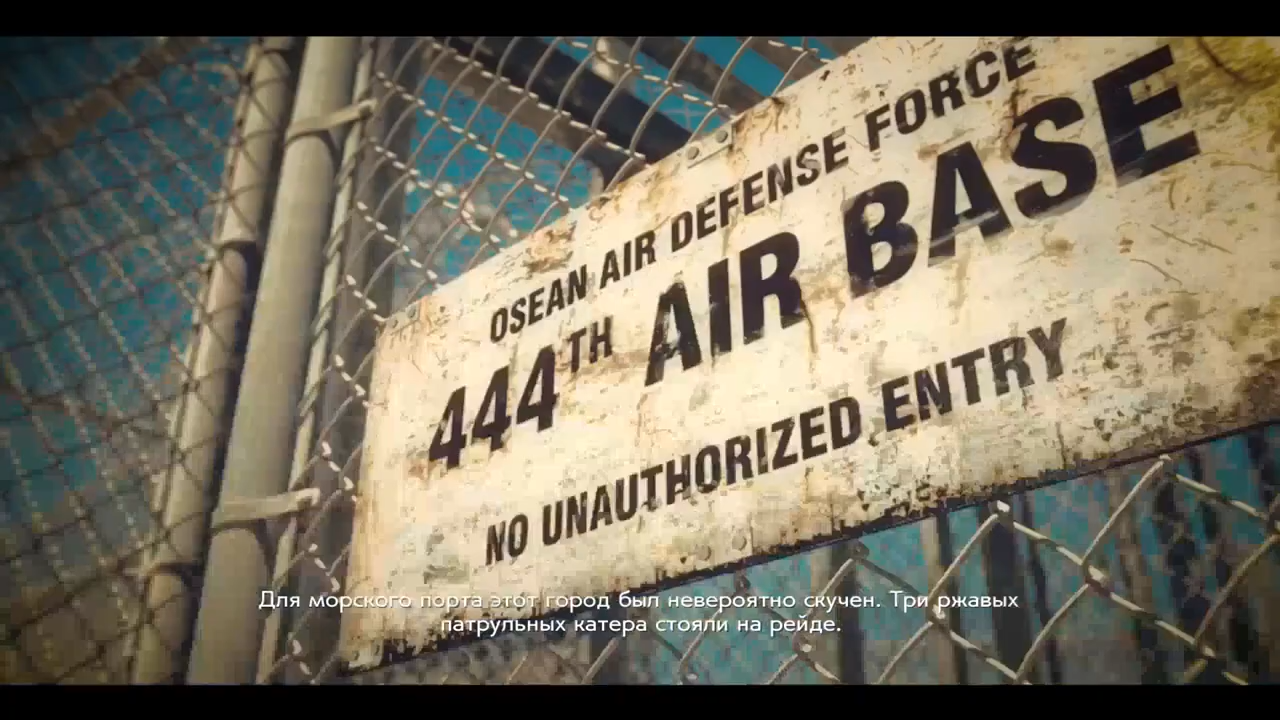 OSEAN AIR DEFENSE FORCE
444TH AIR BASE
NO UNAUTHORIZED ENTRY
Для морского порта этот город был невероятно скучен. Три ржавых
патрульных катера стояли на рейде.